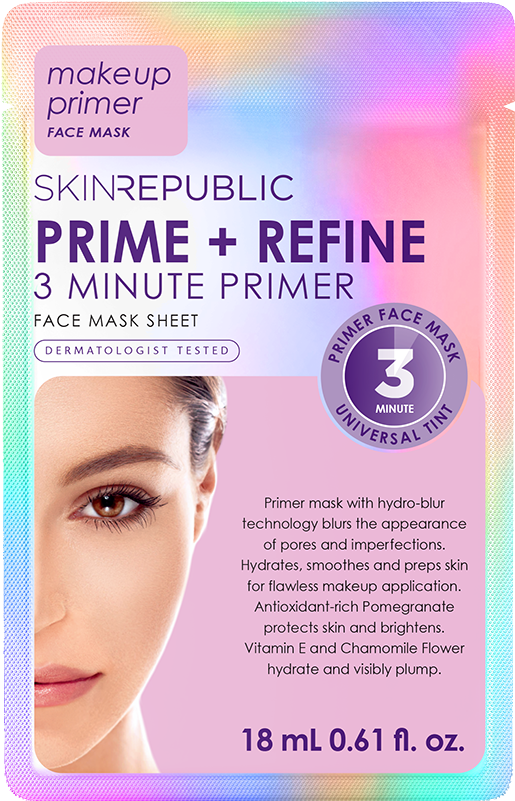 makeup
primer
FACE MASK
SKINREPUBLIC
PRIME + REFINE
3 MINUTE PRIMER
FACE MASK SHEET
DERMATOLOGIST TESTED
PRIMER FACE MASK
3
MINUTE
UNIVERSAL TINT
Primer mask with hydro-blur
technology blurs the appearance
of pores and imperfections.
Hydrates, smoothes and preps skin
for flawless makeup application.
Antioxidant-rich Pomegranate
protects skin and brightens.
Vitamin E and Chamomile Flower
hydrate and visibly plump.
18 mL 0.61 fl. oz.